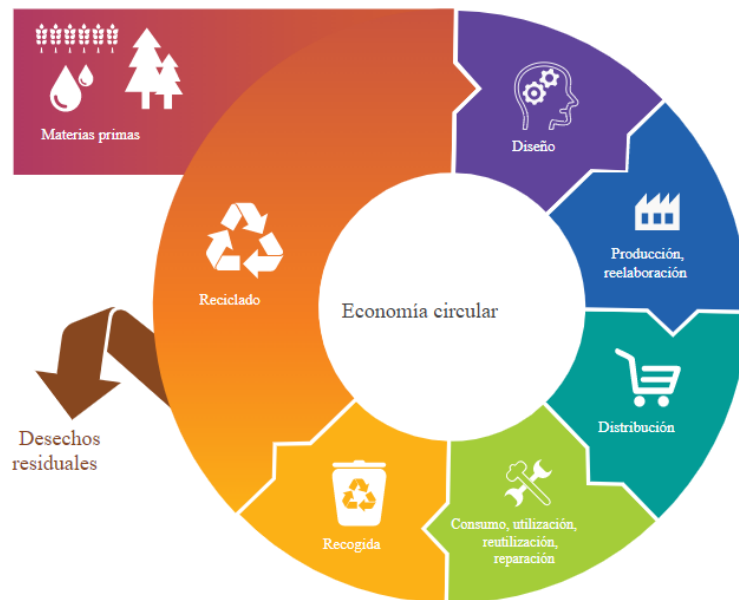 Materias primas
Diseño
Producción,
reelaboración
Reciclado
Economía circular
Distribución
Desechos
residuales
Consumo, utilización,
reutilización,
reparación
Recogida